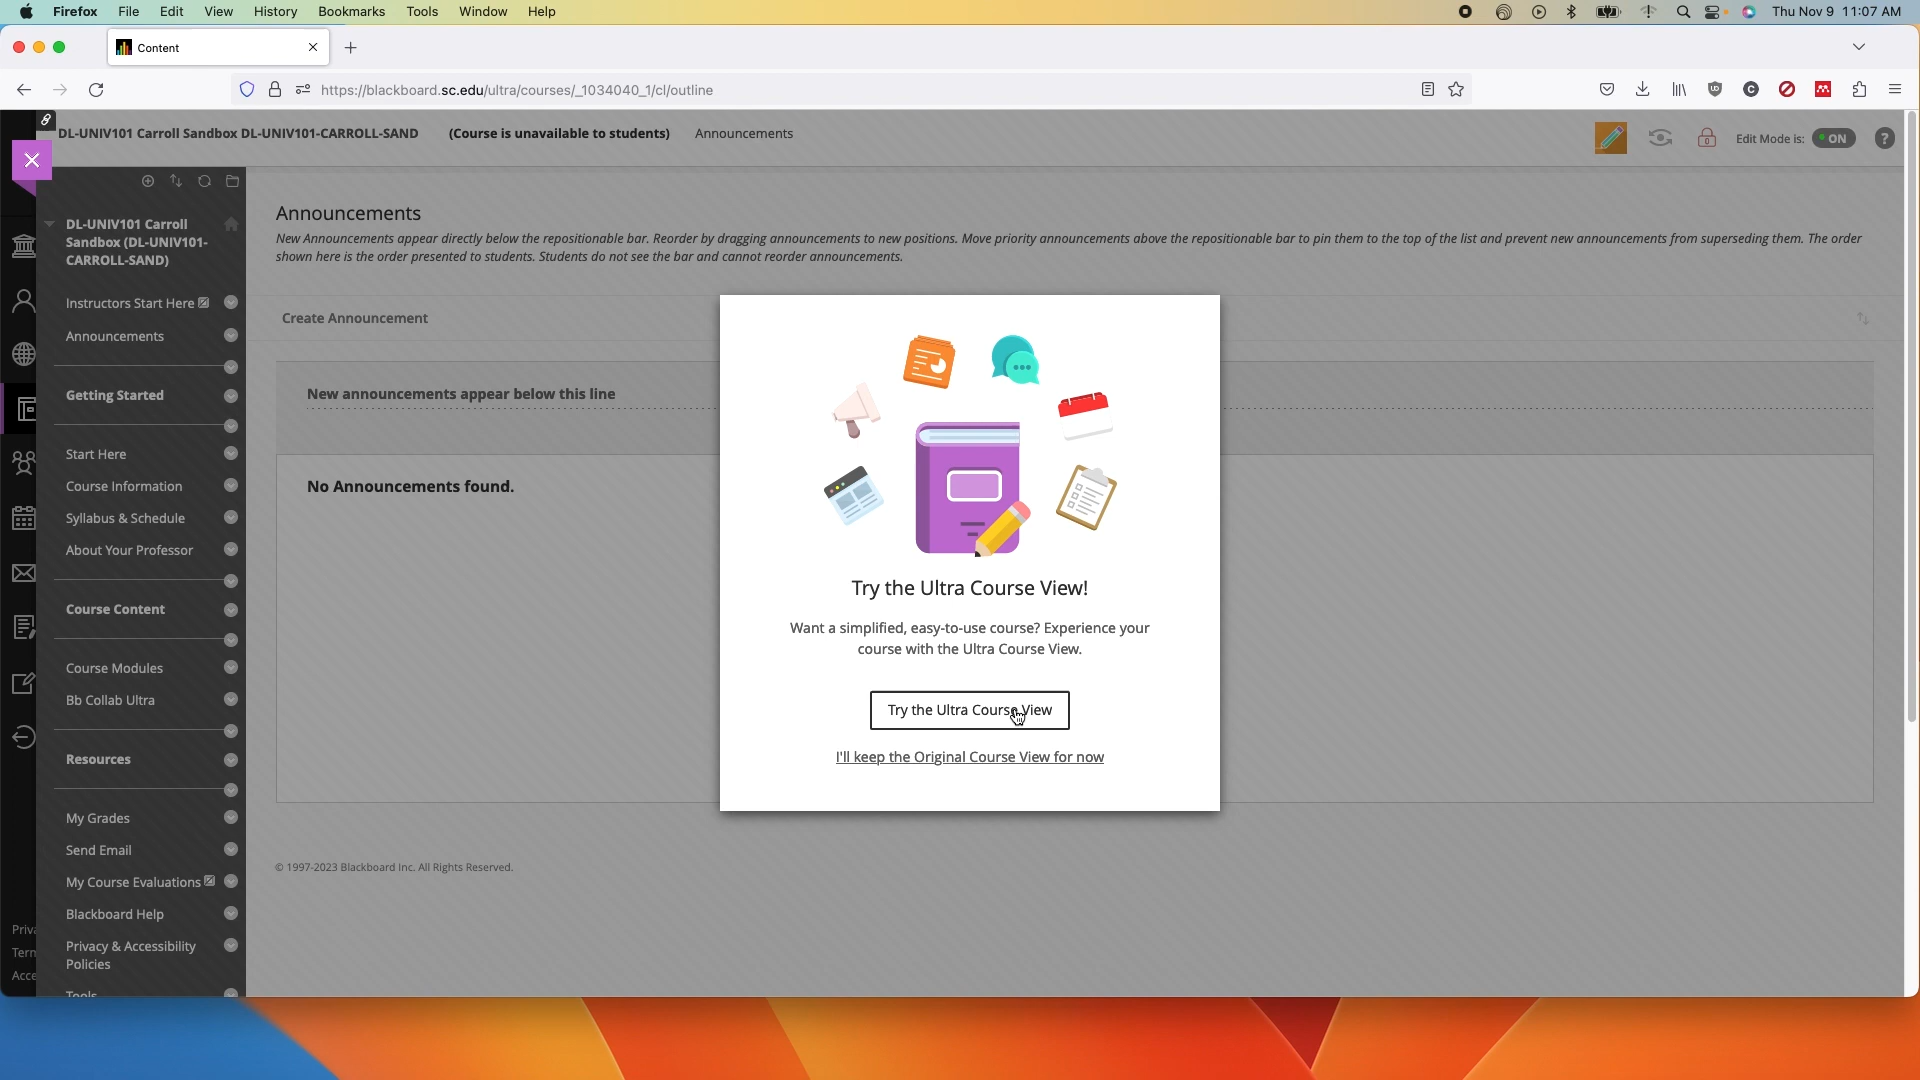 Firefox File Edit View History Bookmarks Tools Window Help
Thu Nov 9 11:07 AM
Content
https://blackboard.sc.edu/ultra/courses/_1034040_1/cl/outline
DL-UNIV101 Carroll Sandbox DL-UNIV101-CARROLL-SAND (Course is unavailable to students) Announcements
Edit Mode is: ON ?
DL-UNIV101 Carroll
Sandbox (DL-UNIV101-
CARROLL-SAND)
Instructors Start Here
Announcements
Getting Started
Start Here
Course Information
Syllabus & Schedule
About Your Professor
Course Content
Course Modules
Bb Collab Ultra
Resources
My Grades
Send Email
My Course Evaluations
Blackboard Help
Privacy & Accessibility
Policies
Tools
Announcements
New Announcements appear directly below the repositionable bar. Reorder by dragging announcements to new positions. Move priority announcements above the repositionable bar to pin them to the top of the list and prevent new announcements from superseding them. The order
shown here is the order presented to students. Students do not see the bar and cannot reorder announcements.
Create Announcement
New announcements appear below this line
No Announcements found.
© 1997-2023 Blackboard Inc. All Rights Reserved.
Try the Ultra Course View!
Want a simplified, easy-to-use course? Experience your
course with the Ultra Course View.
Try the Ultra Course View
I'll keep the Original Course View for now